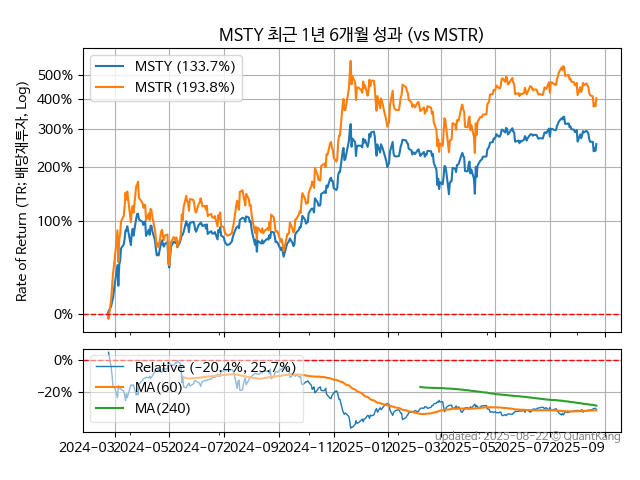 MSTY 최근 1년 6개월 성과 (vs MSTR)
MSTY (133.7%)
MSTR (193.8%)
500%
400%
300%
200%
100%
0%
Rate of Return (TR: 배당재투자, Log)
0%
−20%
Relative (-20.4%, 25.7%)
MA(60)
MA(240)
updated: 2025-08-22 © QuantKang
2024-03
2024-05
2024-07
2024-09
2024-11
2025-01
2025-03
2025-05
2025-07
2025-09